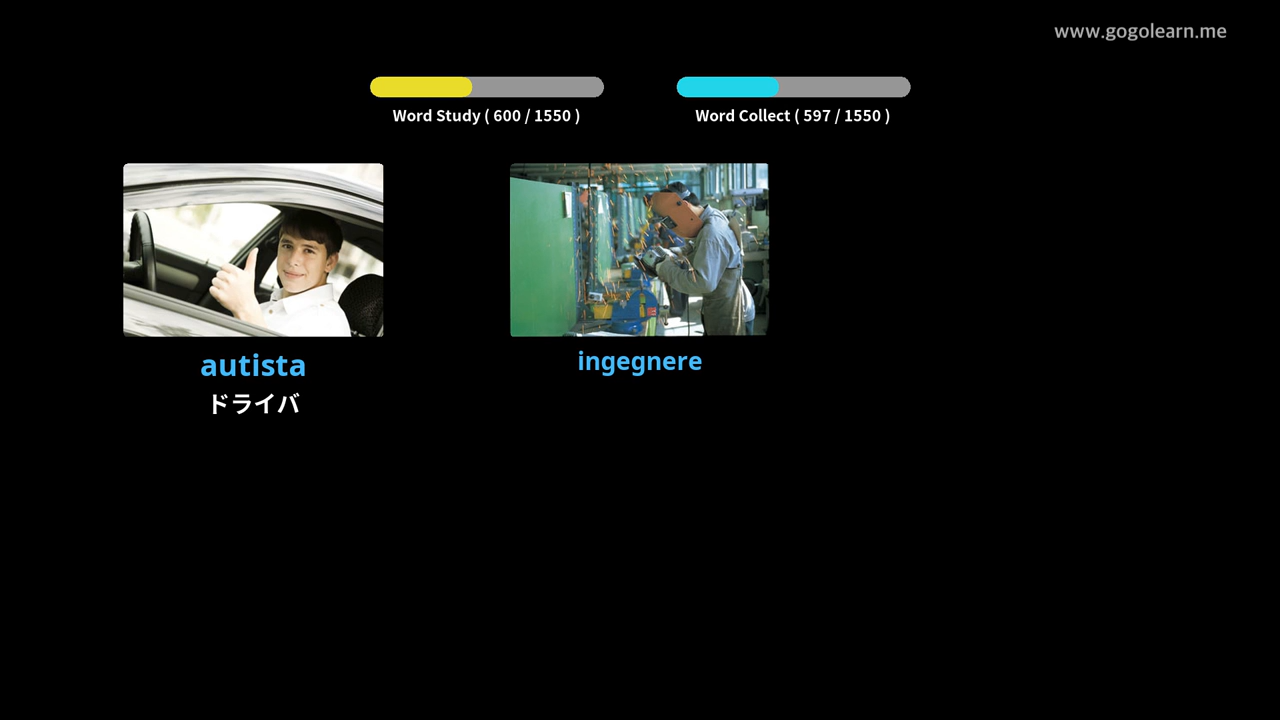 www.gogolearn.me
Word Study ( 600 / 1550 )
Word Collect ( 597 / 1550 )
autista
ドライバ
ingegnere